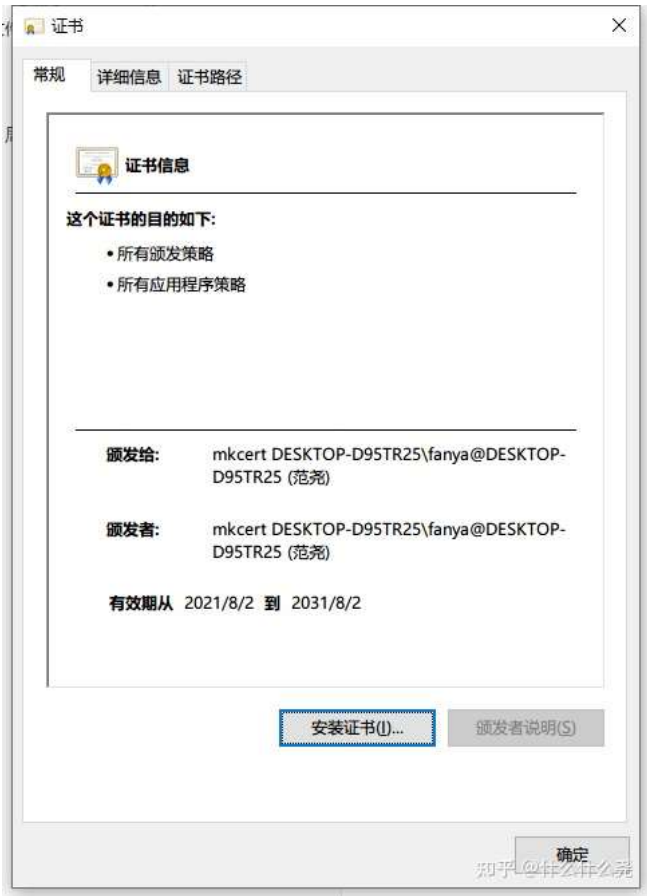 证书
常规 详细信息 证书路径
证书信息
这个证书的目的如下:
• 所有颁发策略
• 所有应用程序策略
颁发给: mkcert DESKTOP-D95TR25\fanya@DESKTOP-
D95TR25 (范尧)
颁发者: mkcert DESKTOP-D95TR25\fanya@DESKTOP-
D95TR25 (范尧)
有效期从 2021/8/2 到 2031/8/2
安装证书(I)... 颁发者说明(S)
确定
知乎 @什么什么尧